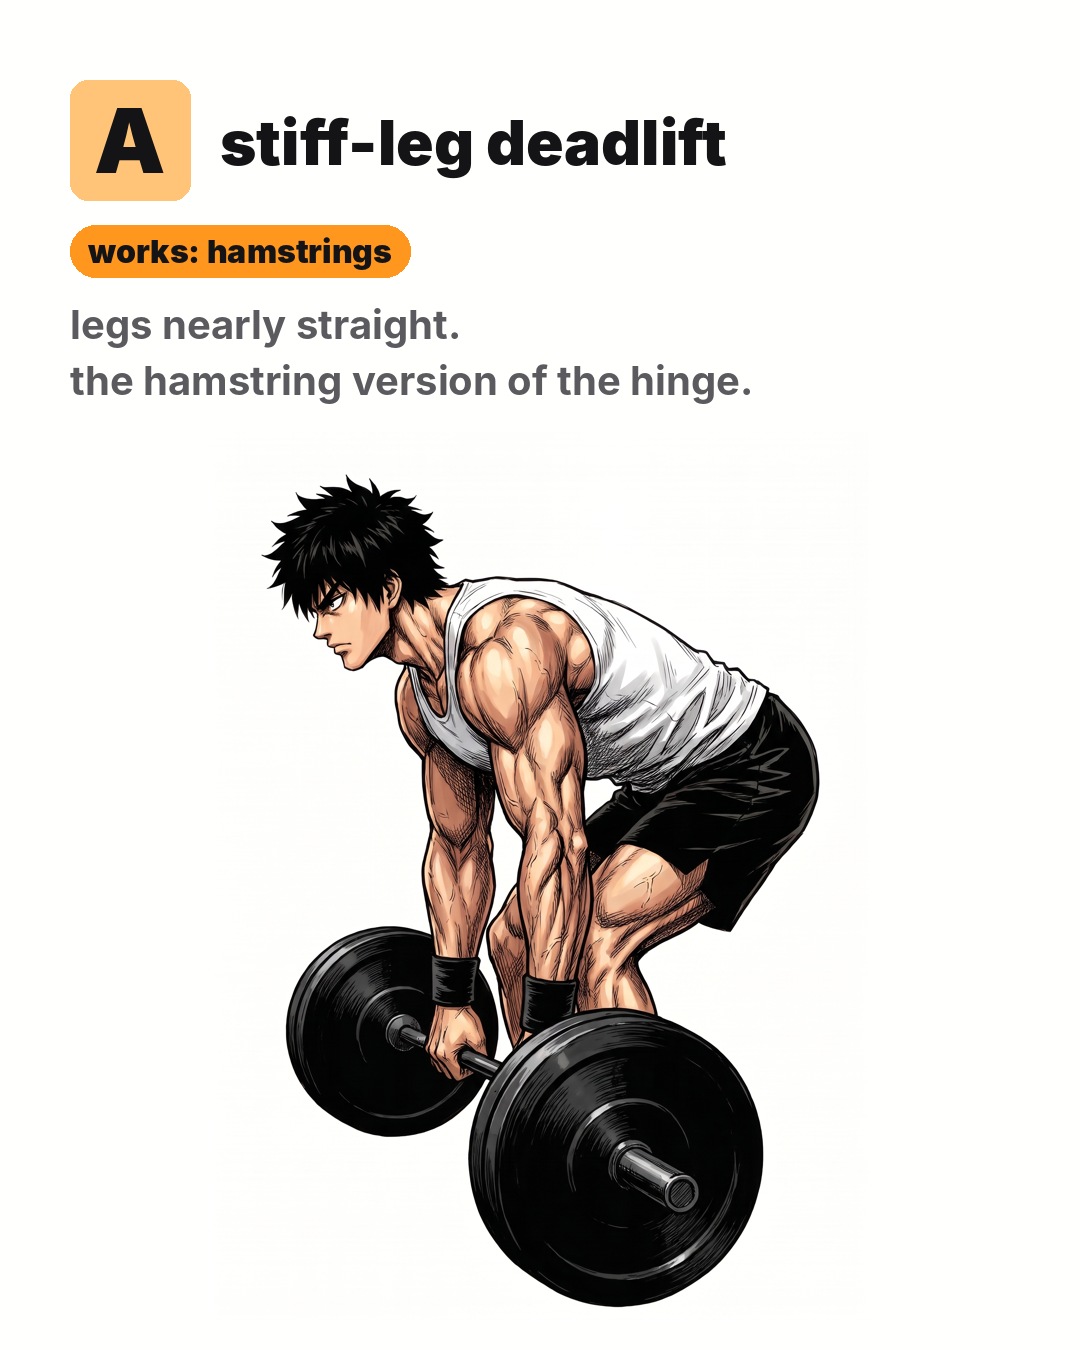 A
stiff-leg deadlift
works: hamstrings
legs nearly straight.
the hamstring version of the hinge.